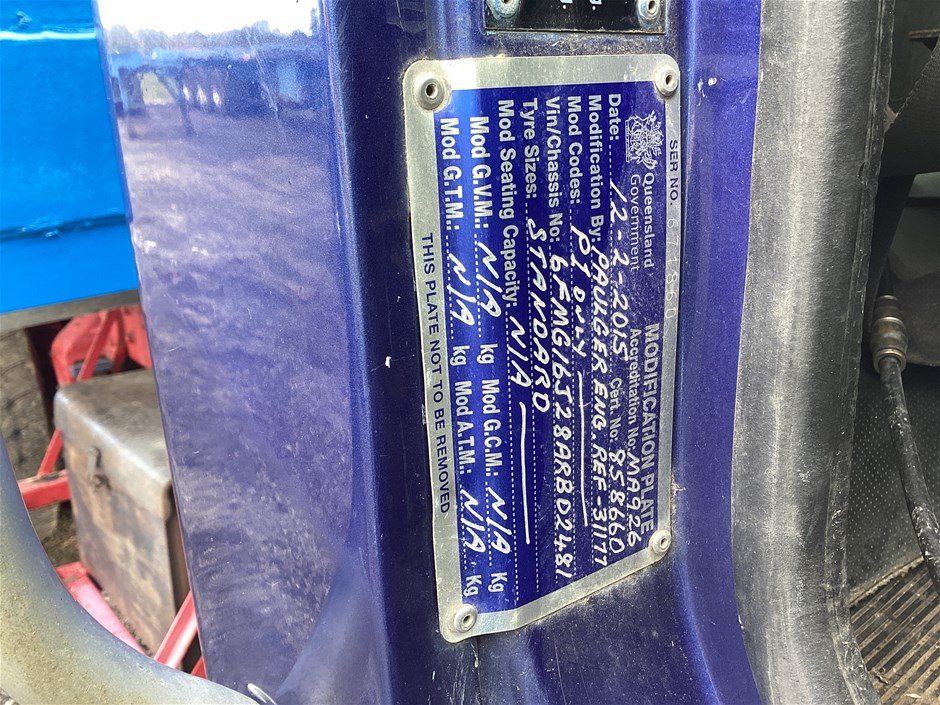 SER NO.
Queensland
Government
MODIFICATION PLATE
Accreditation No. MA926
Date: 12-2-2015 Cert. No: 858660
Modification By: PAUGER ENG. REF-31177
Mod Codes: P1 ONLY
Vin/Chassis No: 6FMG16J28ARBD2481
Tyre Sizes: STANDARD
Mod Seating Capacity: N/A
Mod G.V.M.: N/A kg Mod G.C.M.: N/A Kg
Mod G.T.M.: N/A kg Mod A.T.M.: N/A Kg
THIS PLATE NOT TO BE REMOVED